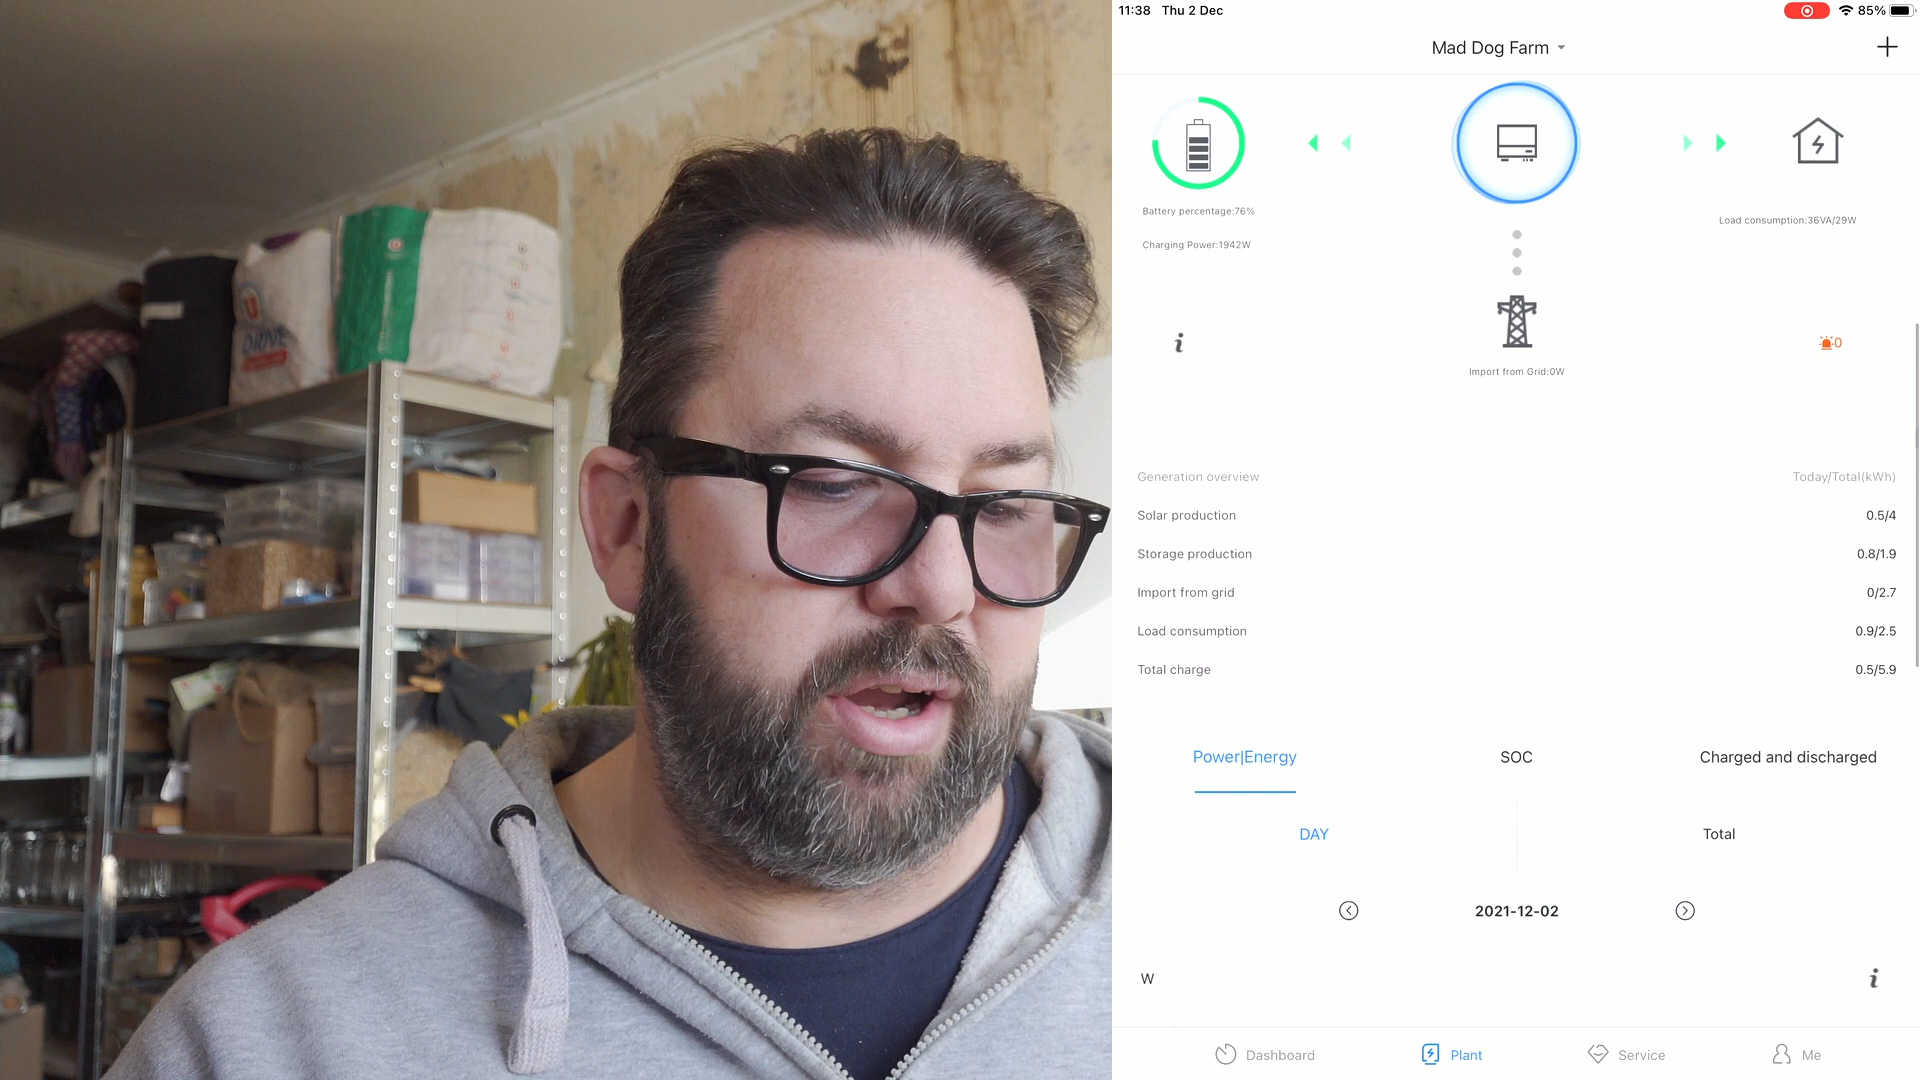 11:38 Thu 2 Dec
85%
Mad Dog Farm
Battery percentage:76%
Load consumption:36VA/29W
Charging Power:1942W
0
Import from Grid:0W
Generation overview Today/Total(kWh)
Solar production 0.5/4
Storage production 0.8/1.9
Import from grid 0/2.7
Load consumption 0.9/2.5
Total charge 0.5/5.9
Power|Energy SOC Charged and discharged
DAY Total
2021-12-02
W
Dashboard Plant Service Me
DRIVE